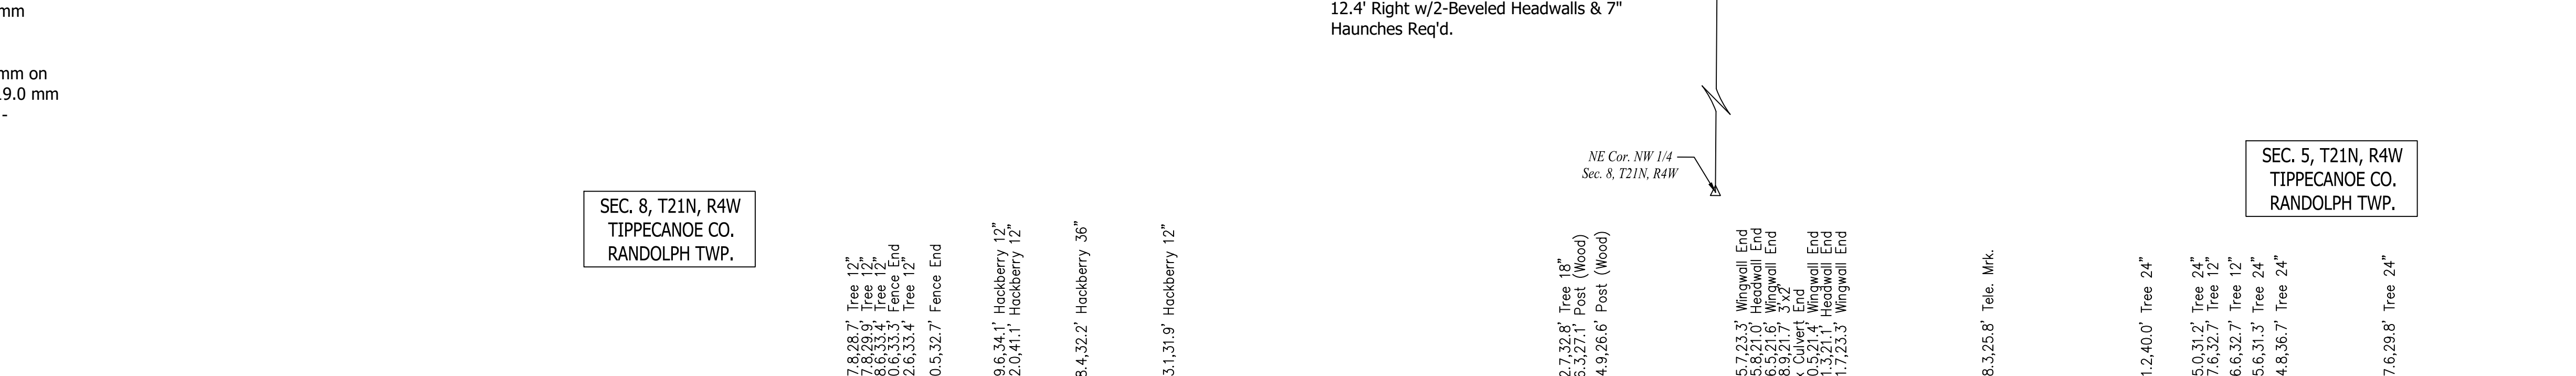 mm
mm on
19.0 mm
-
12.4' Right w/2-Beveled Headwalls & 7"
Haunches Req'd.
NE Cor. NW 1/4
Sec. 8, T21N, R4W
SEC. 8, T21N, R4W
TIPPECANOE CO.
RANDOLPH TWP.
SEC. 5, T21N, R4W
TIPPECANOE CO.
RANDOLPH TWP.
7.8,28.7' Tree 12"
7.8,29.9' Tree 12"
8.6,33.4' Tree 12"
0.6,33.3' Fence End
2.6,33.4' Tree 12"
0.5,32.7' Fence End
9.6,34.1' Hackberry 12"
2.0,41.1' Hackberry 12"
8.4,32.2' Hackberry 36"
3.1,31.9' Hackberry 12"
2.7,32.8' Tree 18"
6.3,27.1' Post (Wood)
4.9,26.6' Post (Wood)
5.7,23.3' Wingwall End
5.8,21.0' Headwall End
6.5,21.6' Wingwall End
8.9,21.7' 3'x2'
x Culvert End
0.5,21.4' Wingwall End
1.3,21.1' Headwall End
1.7,23.3' Wingwall End
8.3,25.8' Tele. Mrk.
1.2,40.0' Tree 24"
5.0,31.2' Tree 24"
7.6,32.7' Tree 12"
6.6,32.7' Tree 12"
5.6,31.3' Tree 24"
4.8,36.7' Tree 24"
7.6,29.8' Tree 24"